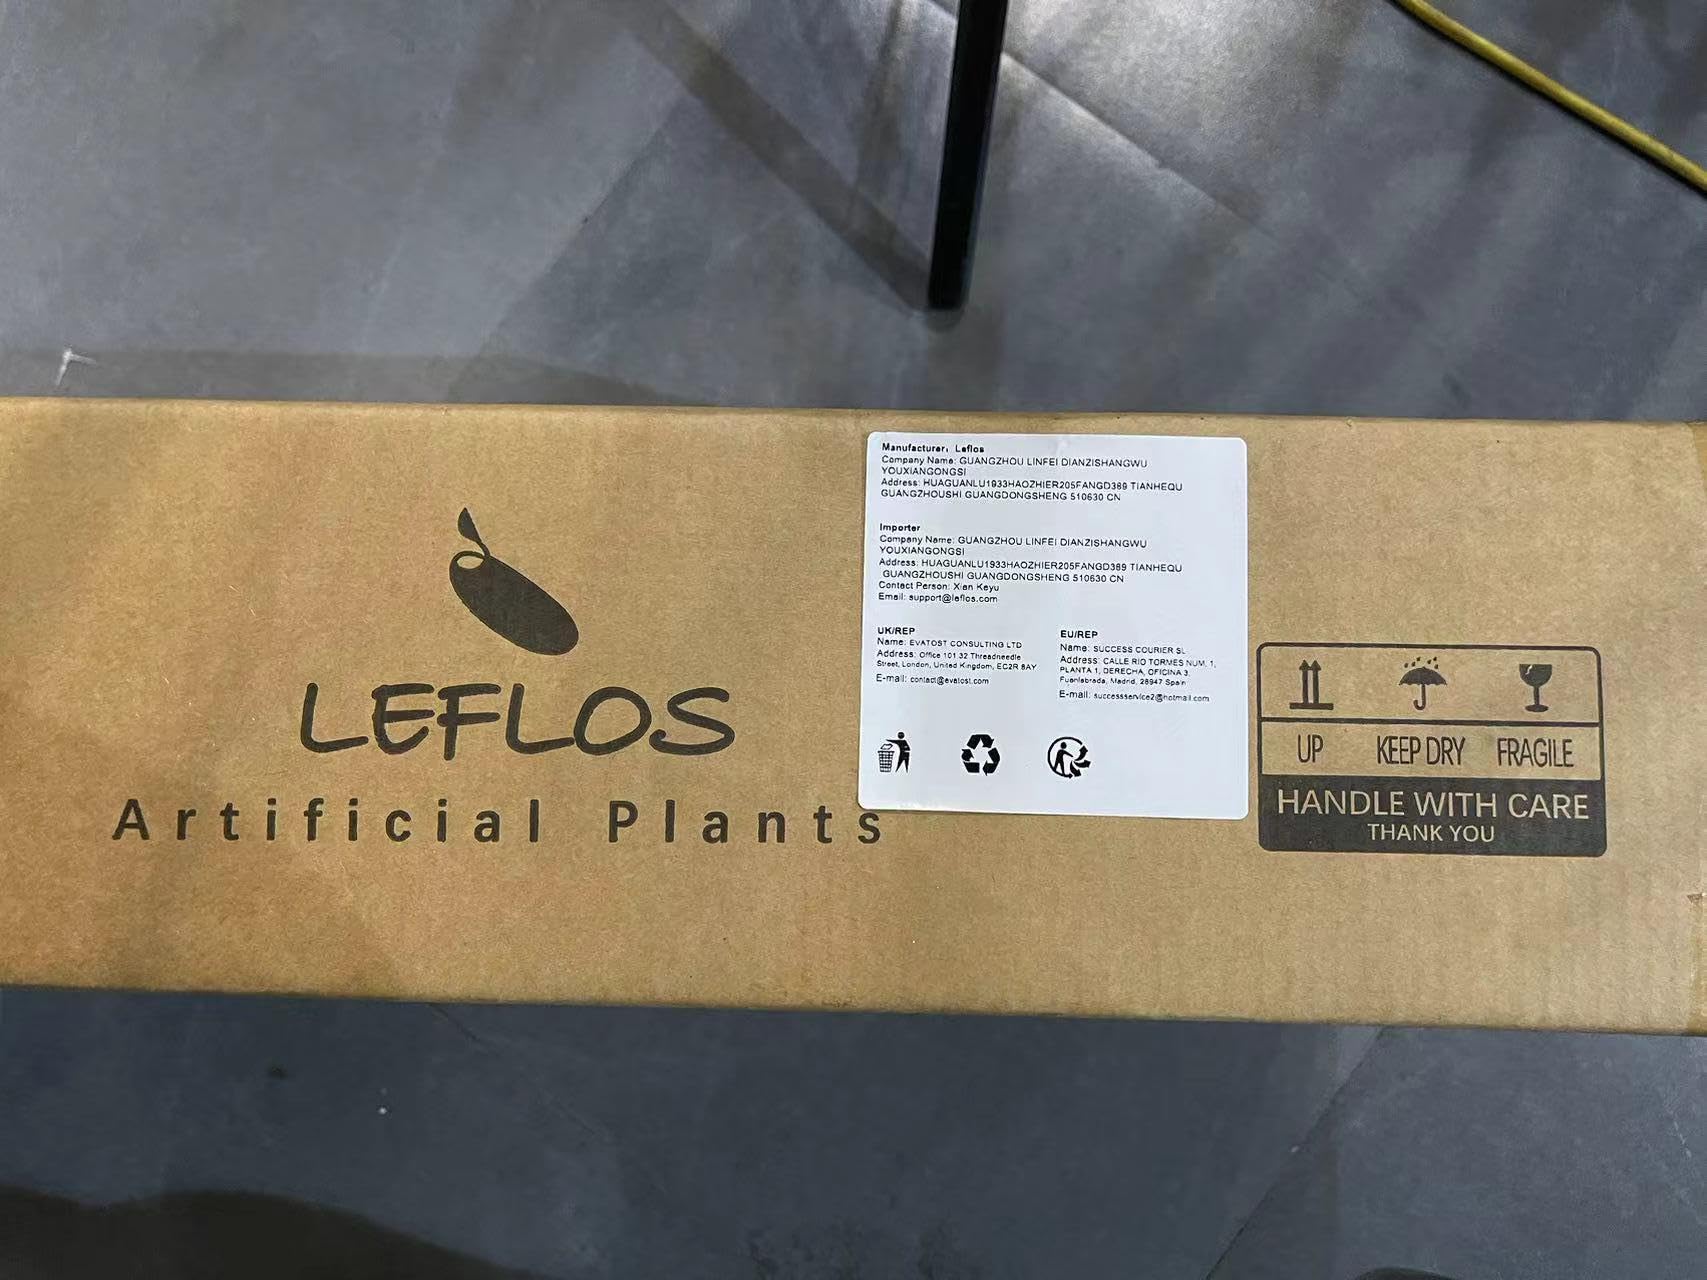 LEFLOS
Artificial Plants
Manufacturer: Leflos
Company Name: GUANGZHOU LINFEI DIANZISHANGWU
YOUXIANGONGSI
Address: HUAGUANLU1933HAOZHIER205FANGD369 TIANHEQU
GUANGZHOUSHI GUANGDONGSHENG 510630 CN
Importer
Company Name: GUANGZHOU LINFEI DIANZISHANGWU
YOUXIANGONGSI
Address: HUAGUANLU1933HAOZHIER205FANGD369 TIANHEQU
GUANGZHOUSHI GUANGDONGSHENG 510630 CN
Contact Person: Xian Keyu
Email: support@leflos.com
UK/REP
Name: EVATOST CONSULTING LTD
Address: Office 101 32 Threadneedle
Street, London, United Kingdom, EC2R 8AY
E-mail: contact@evatost.com
EU/REP
Name: SUCCESS COURIER SL
Address: CALLE RIO TORMES NUM. 1,
PLANTA 1, DERECHA, OFICINA 3,
Fuenlabrada, Madrid, 28947 Spain
E-mail: successservice2@hotmail.com
UP KEEP DRY FRAGILE
HANDLE WITH CARE
THANK YOU